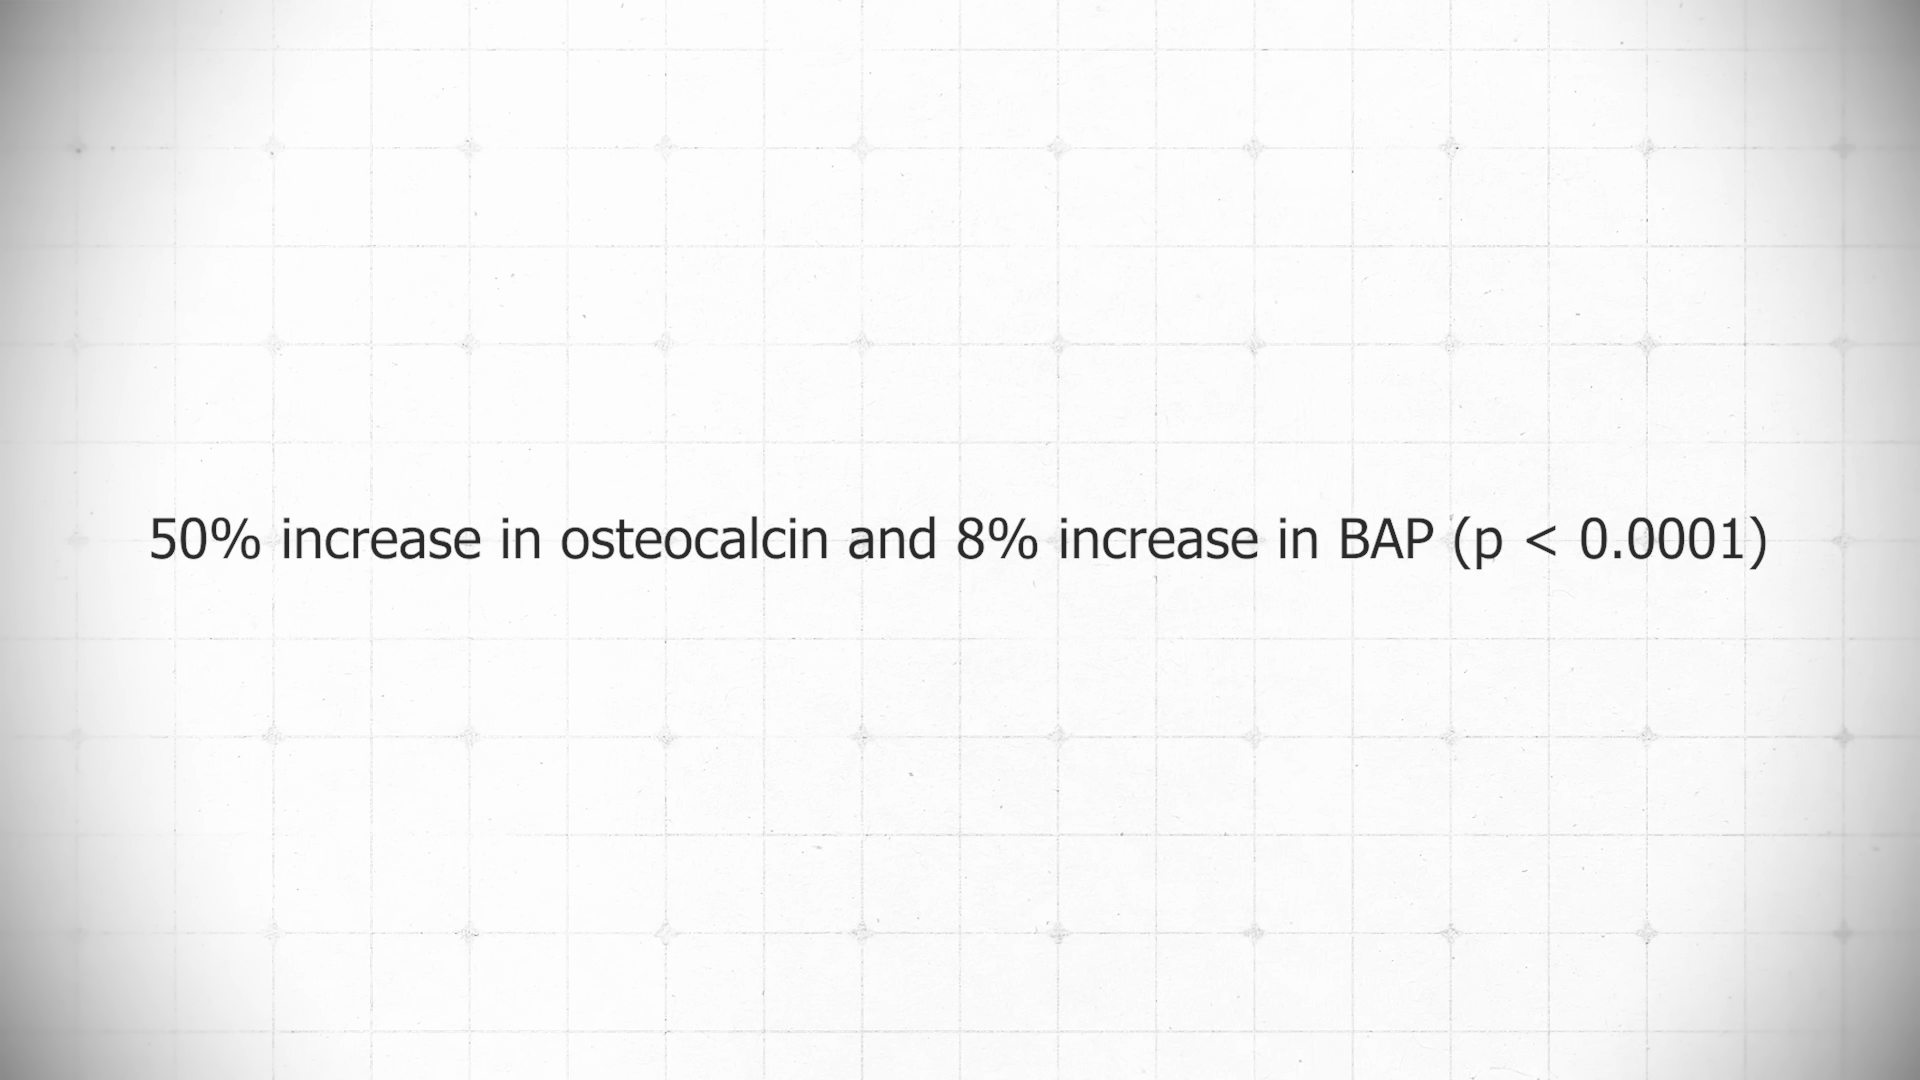 50% increase in osteocalcin and 8% increase in BAP (p < 0.0001)